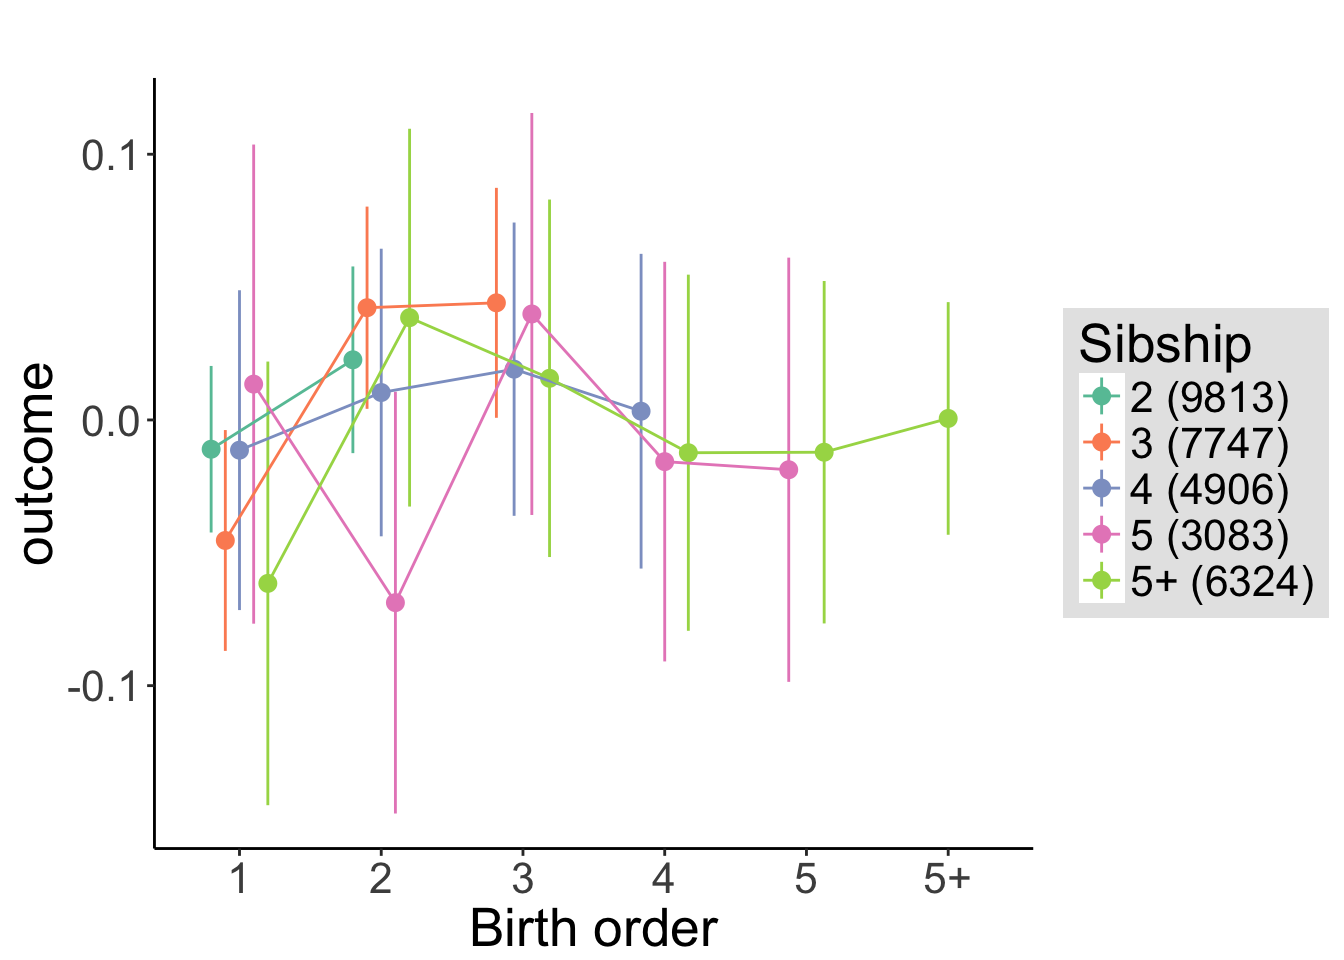 outcome
0.1
0.0
-0.1
1 2 3 4 5 5+
Birth order
Sibship
2 (9813)
3 (7747)
4 (4906)
5 (3083)
5+ (6324)